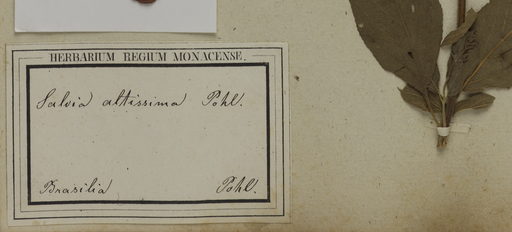 HERBARIUM REGIUM MONACENSE.
Salvia altissima Pohl.
Brasilia Pohl.